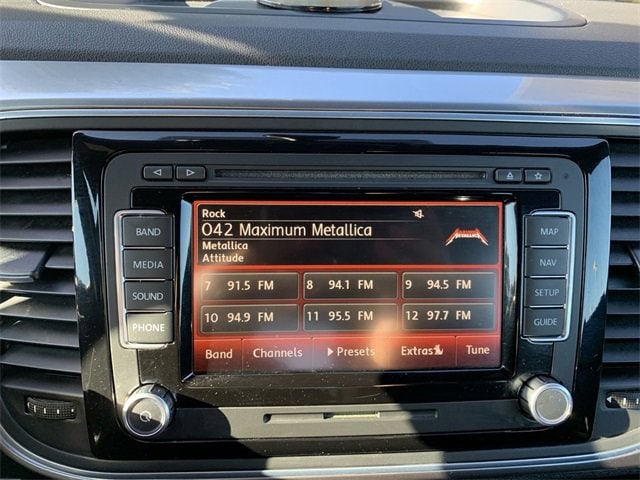 BAND
MEDIA
SOUND
PHONE
Rock
042 Maximum Metallica
Metallica
Attitude
METALLICA
7 91.5 FM
8 94.1 FM
9 94.5 FM
10 94.9 FM
11 95.5 FM
12 97.7 FM
Band
Channels
Presets
Extras
Tune
MAP
NAV
SETUP
GUIDE